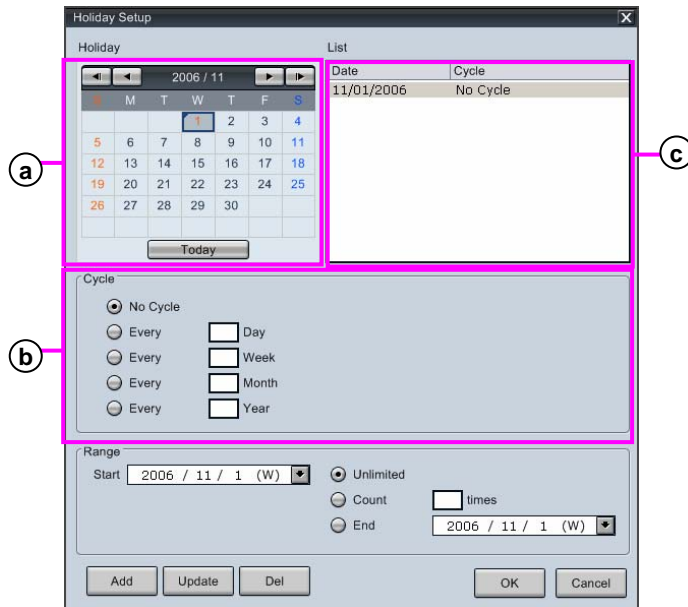 Holiday Setup X
Holiday List
2006 / 11
Date Cycle
11/01/2006 No Cycle
S M T W T F S
1 2 3 4
5 6 7 8 9 10 11
12 13 14 15 16 17 18
19 20 21 22 23 24 25
26 27 28 29 30
Today
a
c
Cycle
No Cycle
Every Day
Every Week
Every Month
Every Year
b
Range
Start 2006 / 11 / 1 (W)
Unlimited
Count times
End 2006 / 11 / 1 (W)
Add Update Del OK Cancel